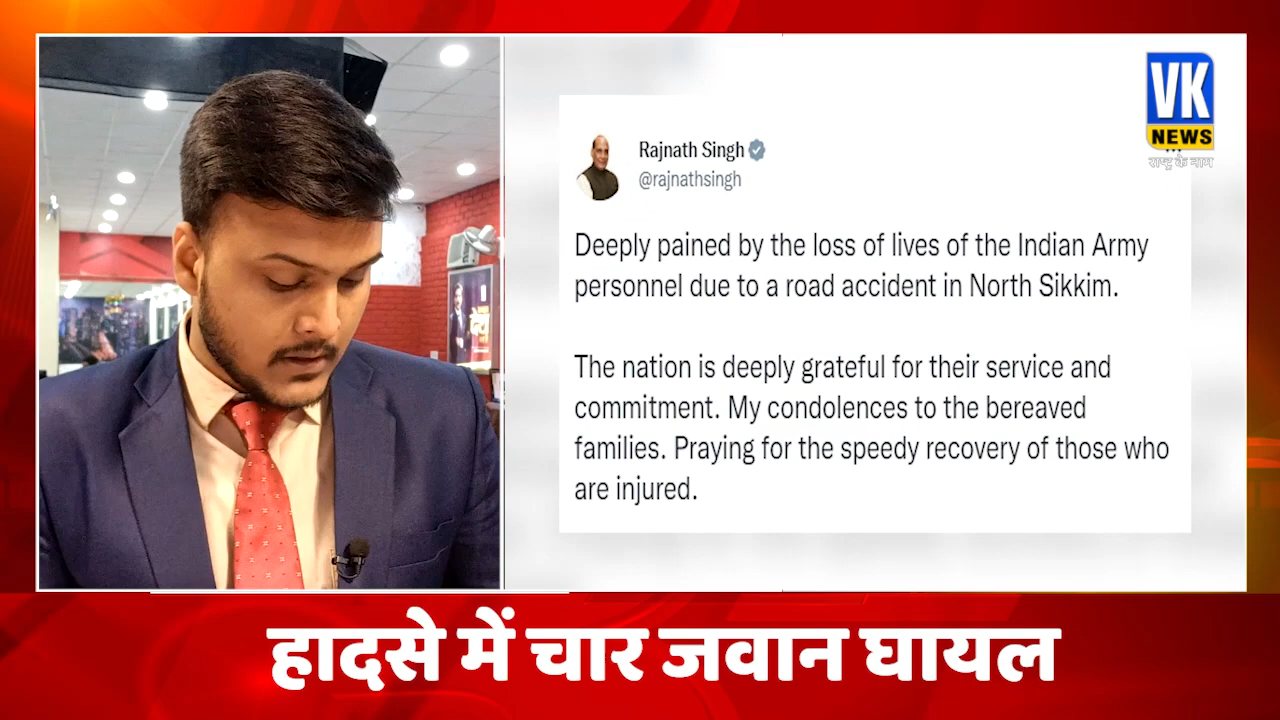 VK
NEWS
राष्ट्र के नाम
Rajnath Singh
@rajnathsingh
Deeply pained by the loss of lives of the Indian Army
personnel due to a road accident in North Sikkim.
The nation is deeply grateful for their service and
commitment. My condolences to the bereaved
families. Praying for the speedy recovery of those who
are injured.
हादसे में चार जवान घायल